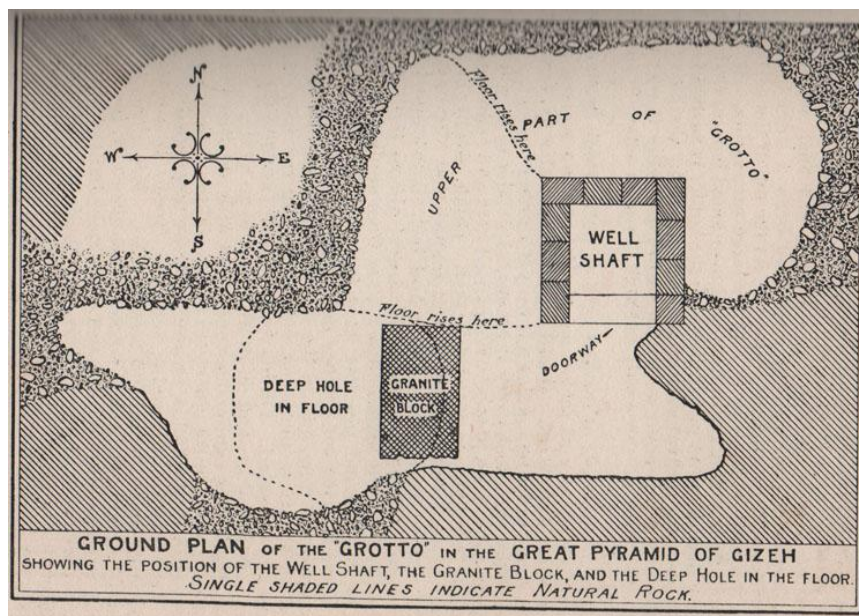 N
W
E
S
Floor rises here
UPPER
PART OF "GROTTO"
WELL
SHAFT
Floor rises here
DOORWAY
DEEP HOLE
IN FLOOR
GRANITE
BLOCK
GROUND PLAN OF THE "GROTTO" IN THE GREAT PYRAMID OF GIZEH
SHOWING THE POSITION OF THE WELL SHAFT, THE GRANITE BLOCK, AND THE DEEP HOLE IN THE FLOOR.
SINGLE SHADED LINES INDICATE NATURAL ROCK.